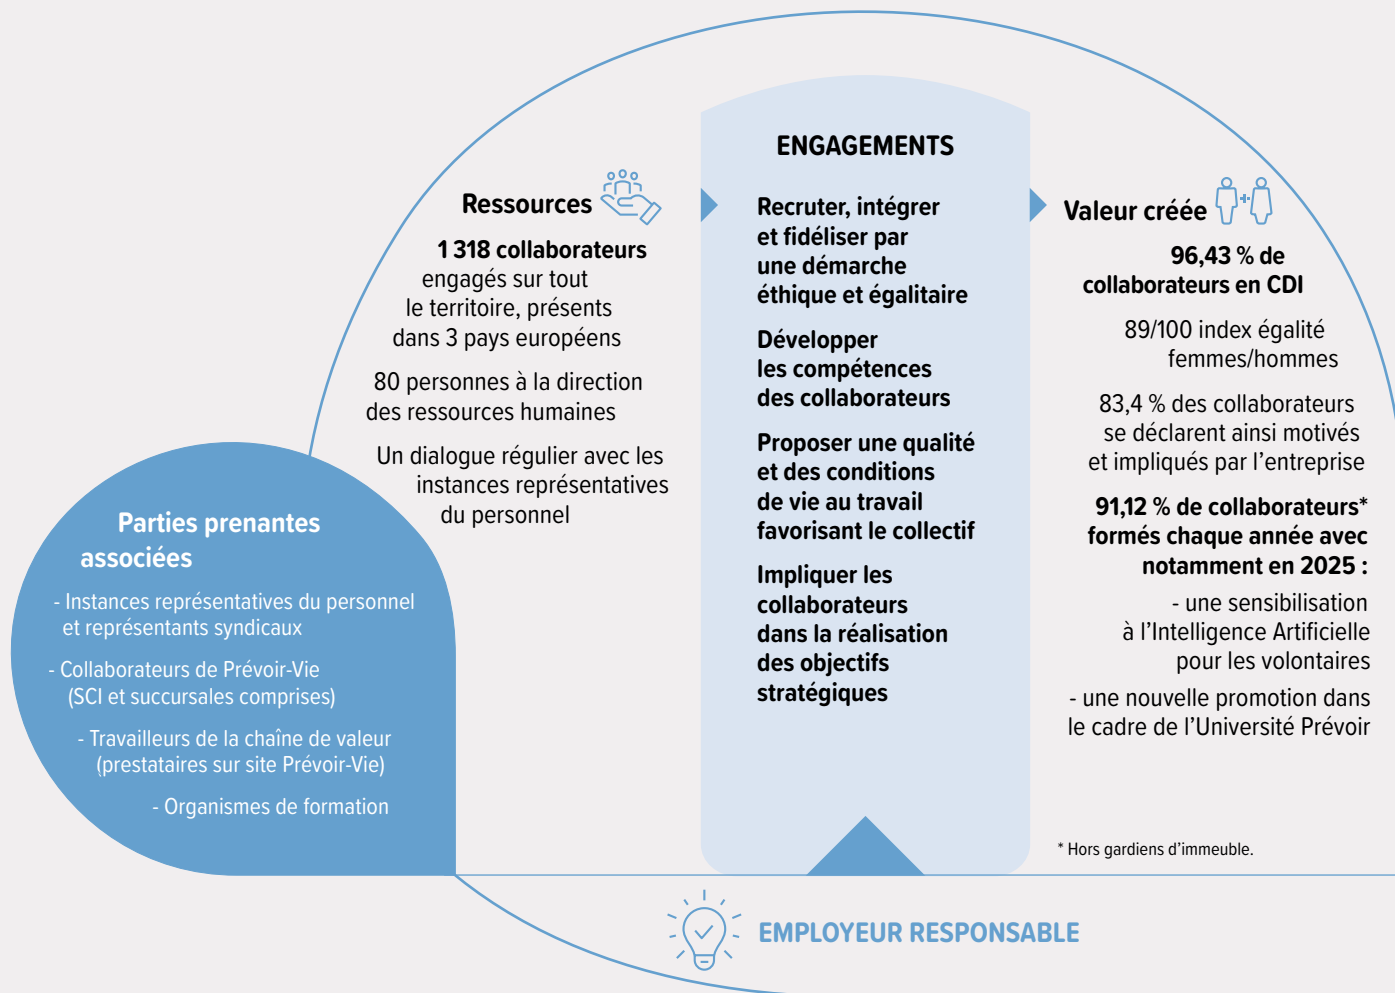 Ressources
1 318 collaborateurs
engagés sur tout
le territoire, présents
dans 3 pays européens
80 personnes à la direction
des ressources humaines
Un dialogue régulier avec les
instances représentatives
du personnel
Parties prenantes
associées
- Instances représentatives du personnel
et représentants syndicaux
- Collaborateurs de Prévoir-Vie
(SCI et succursales comprises)
- Travailleurs de la chaîne de valeur
(prestataires sur site Prévoir-Vie)
- Organismes de formation
ENGAGEMENTS
Recruter, intégrer
et fidéliser par
une démarche
éthique et égalitaire
Développer
les compétences
des collaborateurs
Proposer une qualité
et des conditions
de vie au travail
favorisant le collectif
Impliquer les
collaborateurs
dans la réalisation
des objectifs
stratégiques
Valeur créée
96,43 % de
collaborateurs en CDI
89/100 index égalité
femmes/hommes
83,4 % des collaborateurs
se déclarent ainsi motivés
et impliqués par l’entreprise
91,12 % de collaborateurs*
formés chaque année avec
notamment en 2025 :
- une sensibilisation
à l’Intelligence Artificielle
pour les volontaires
- une nouvelle promotion dans
le cadre de l’Université Prévoir
* Hors gardiens d’immeuble.
EMPLOYEUR RESPONSABLE